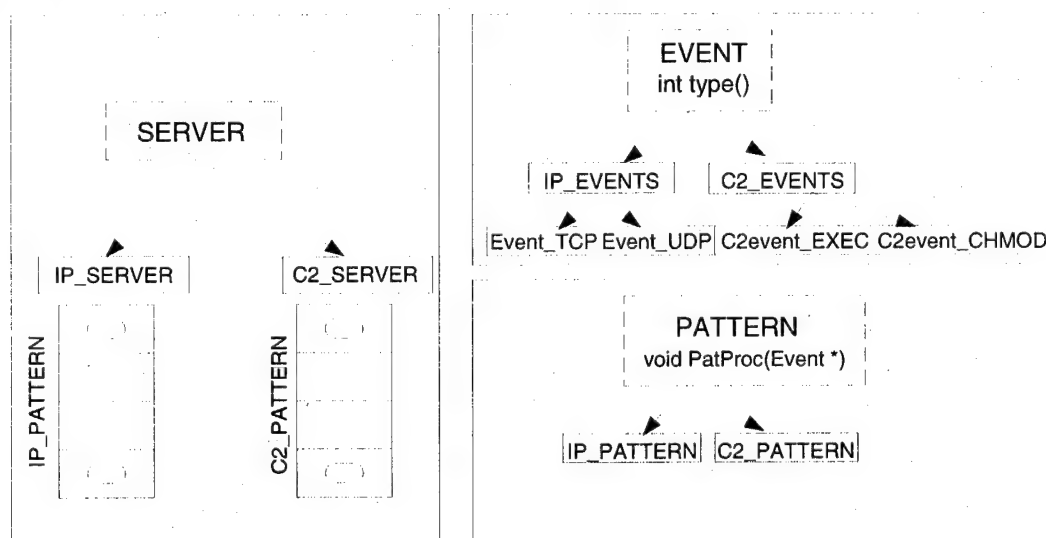 SERVER
IP_SERVER
C2_SERVER
IP_PATTERN
C2_PATTERN
EVENT
int type()
IP_EVENTS
C2_EVENTS
Event_TCP
Event_UDP
C2event_EXEC
C2event_CHMOD
PATTERN
void PatProc(Event *)
IP_PATTERN
C2_PATTERN